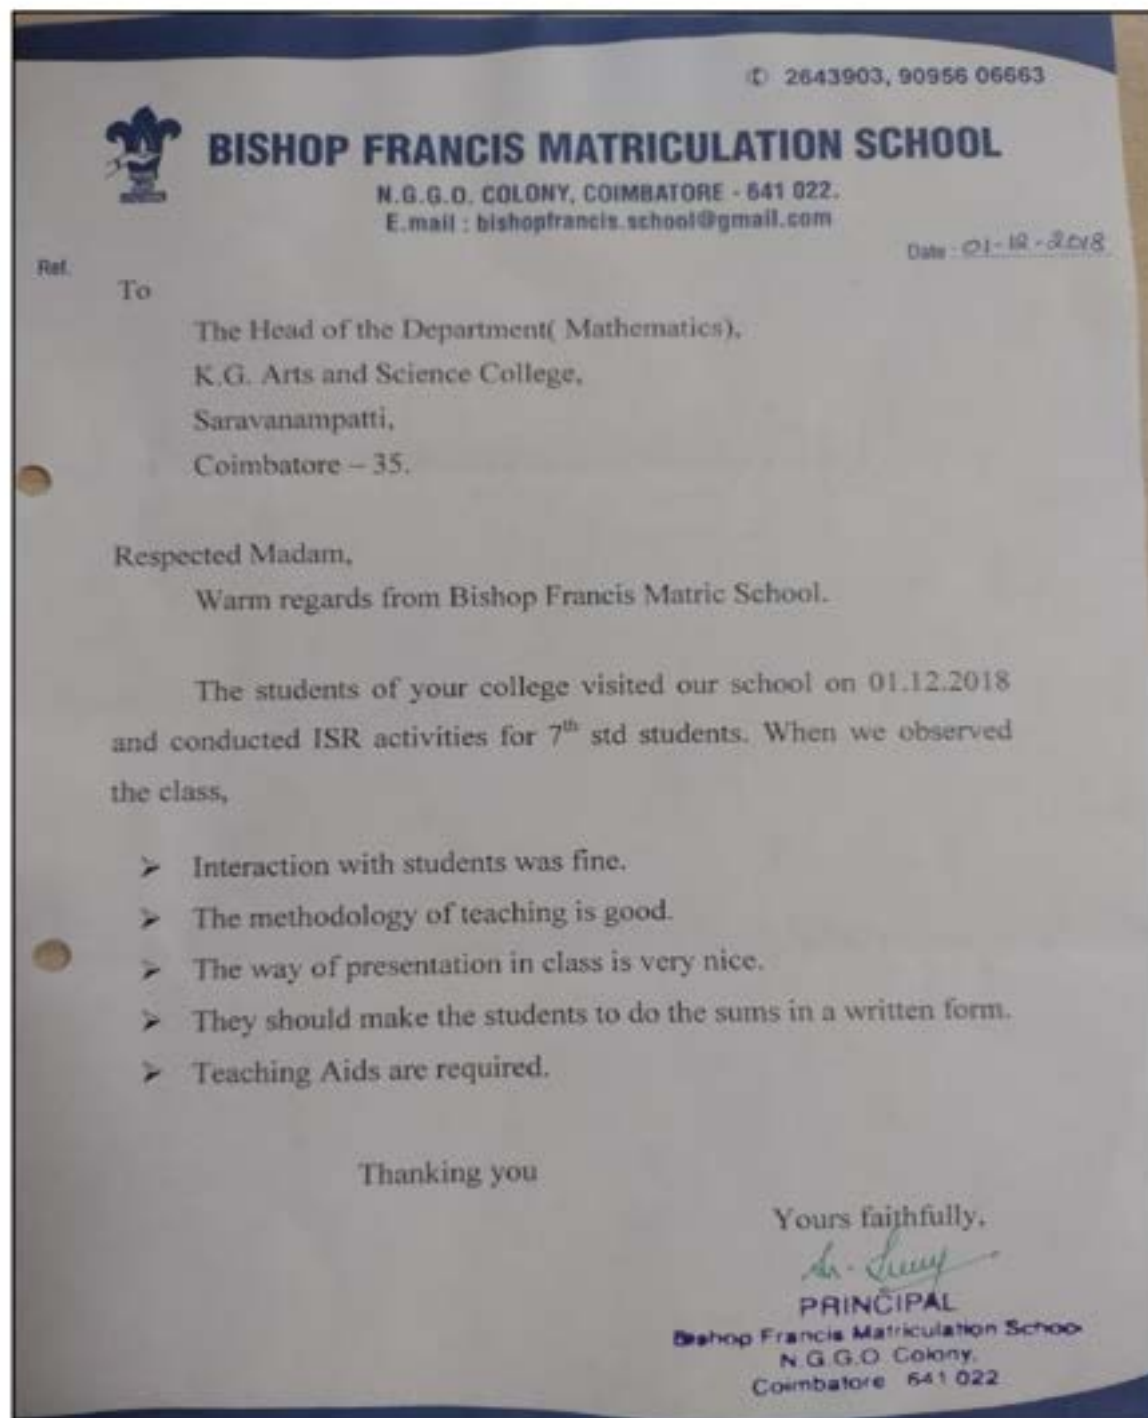 2643903, 90956 06663
BISHOP FRANCIS MATRICULATION SCHOOL
N.G.G.O. COLONY, COIMBATORE - 641 022.
E.mail : bishopfrancis.school@gmail.com
Date : 01-12-2018
Ref.
To
The Head of the Department( Mathematics),
K.G. Arts and Science College,
Saravanampatti,
Coimbatore – 35.
Respected Madam,
Warm regards from Bishop Francis Matric School.
The students of your college visited our school on 01.12.2018
and conducted ISR activities for 7th std students. When we observed
the class,
➢ Interaction with students was fine.
➢ The methodology of teaching is good.
➢ The way of presentation in class is very nice.
➢ They should make the students to do the sums in a written form.
➢ Teaching Aids are required.
Thanking you
Yours faithfully,
PRINCIPAL
Bishop Francis Matriculation School
N.G.G.O Colony,
Coimbatore 641 022